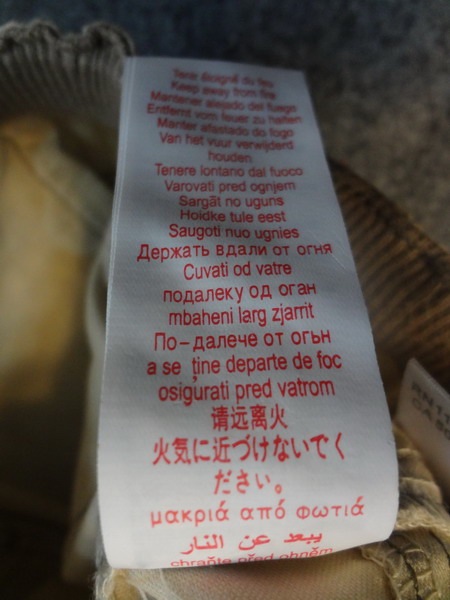 Tenir éloigné du feu
Keep away from fire
Mantener alejado del fuego
Entfernt vom feuer zu halten
Manter afastado do fogo
Van het vuur verwijderd
houden
Tenere lontano dal fuoco
Varovati pred ognjem
Sargāt no uguns
Hoidke tule eest
Saugoti nuo ugnies
Держать вдали от огня
Cuvati od vatre
подалеку од оган
mbaheni larg zjarrit
По-далече от огън
a se ţine departe de foc
osigurati pred vatrom
请远离火
火気に近づけないでく
ださい。
μακριά από φωτιά
يبعد عن النار
chraňte před ohněm